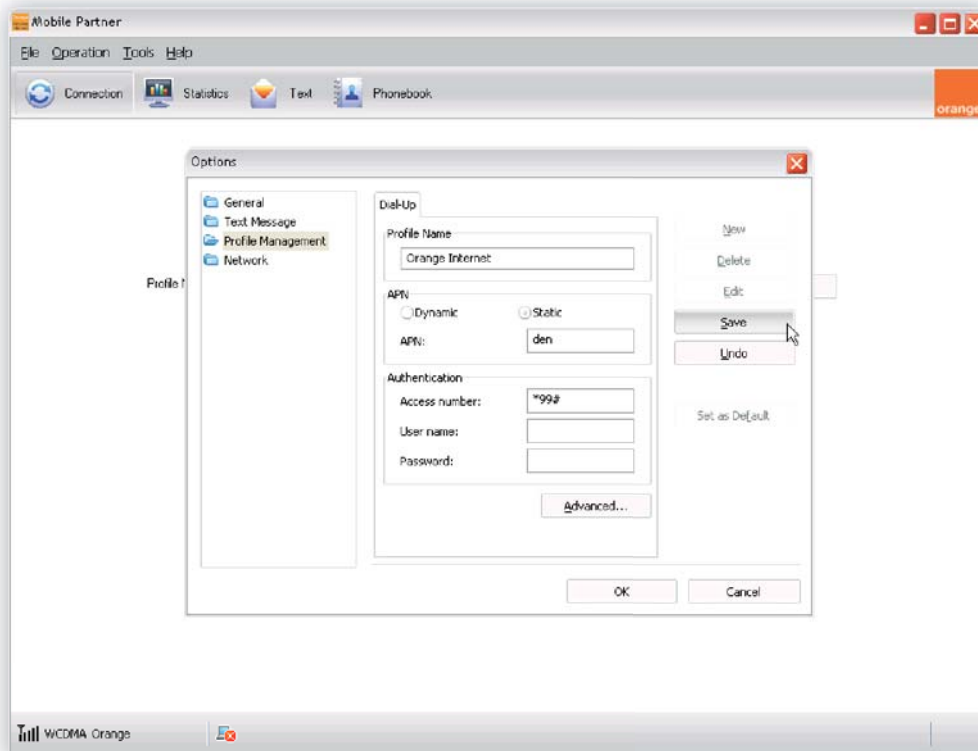 Mobile Partner
File Operation Tools Help
Connection Statistics Text Phonebook
orange
Options
General
Text Message
Profile Management
Network
Dial-Up
Profile Name
Orange Internet
APN
Dynamic Static
APN: den
Authentication
Access number: *99#
User name:
Password:
Advanced...
New
Delete
Edit
Save
Undo
Set as Default
OK Cancel
Profile
WCDMA Orange